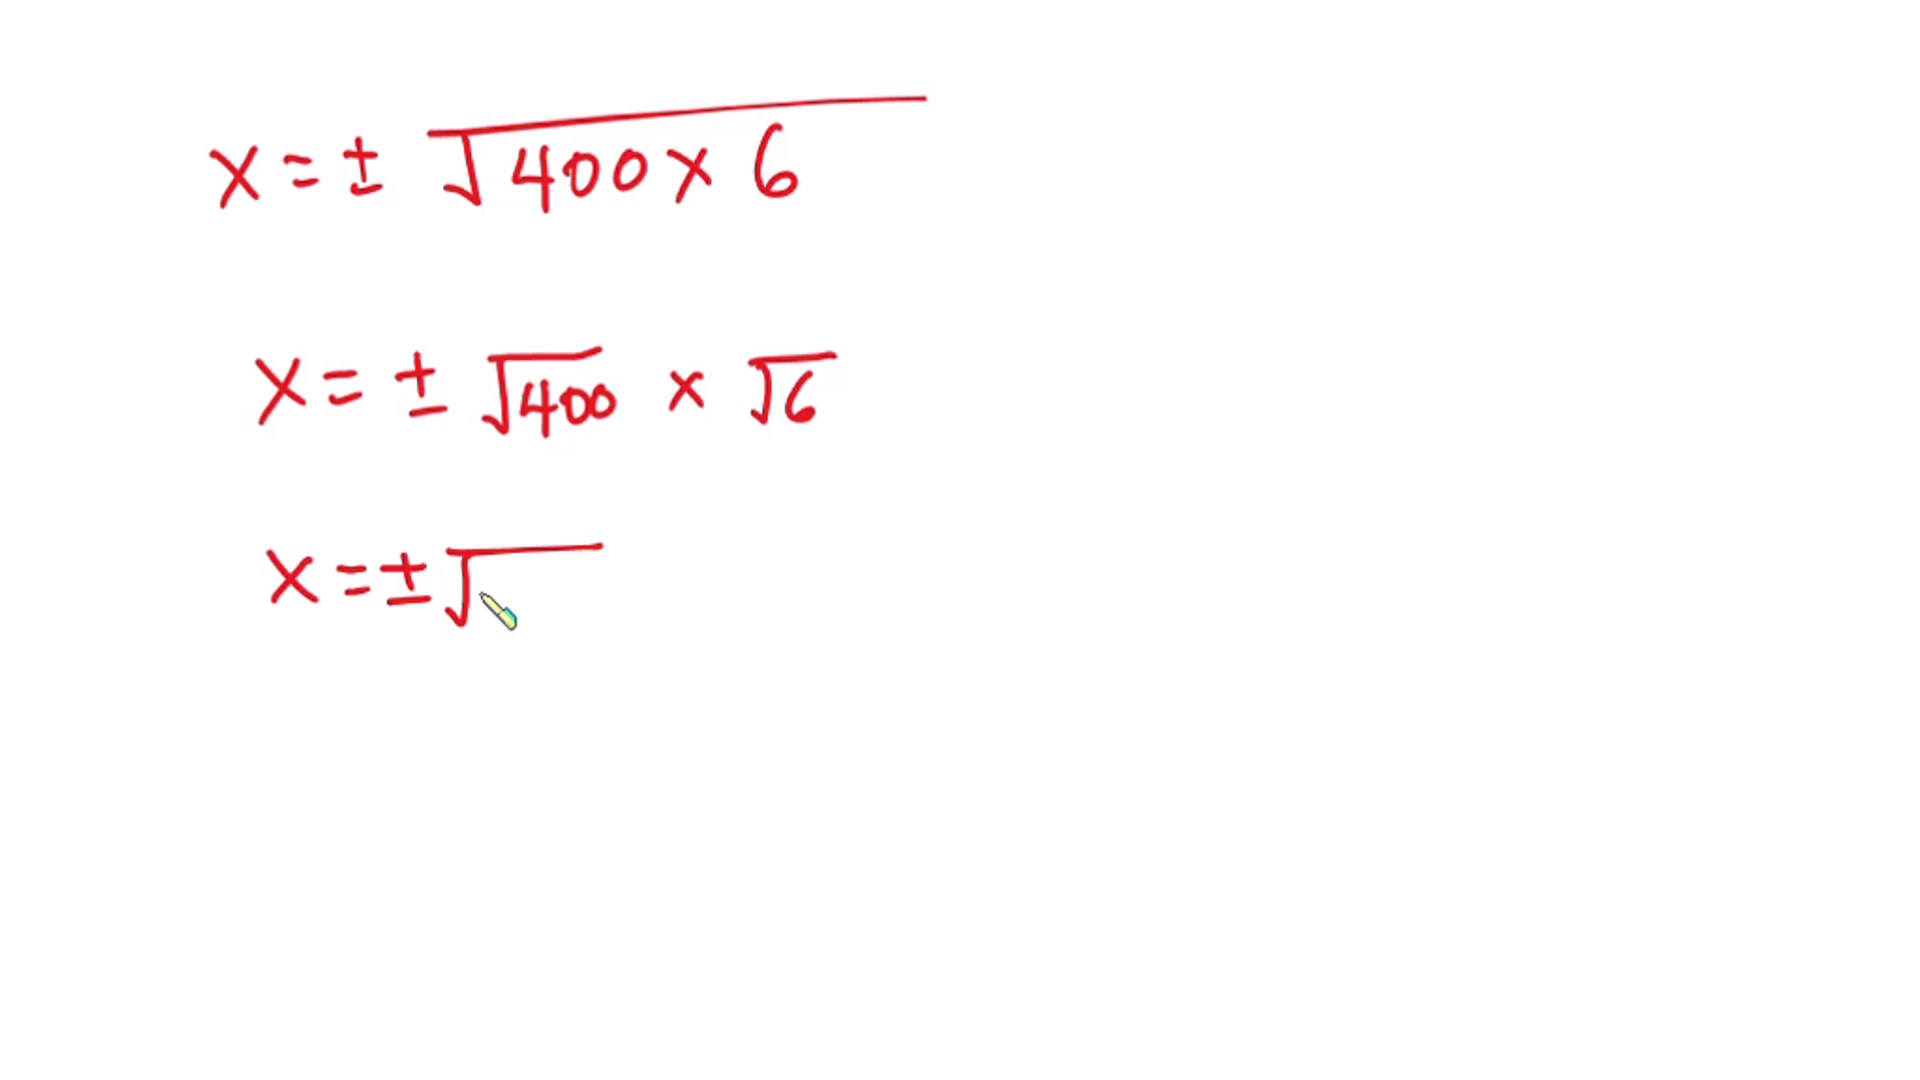 x = ± √400 x 6
x = ± √400 x √6
x = ± √